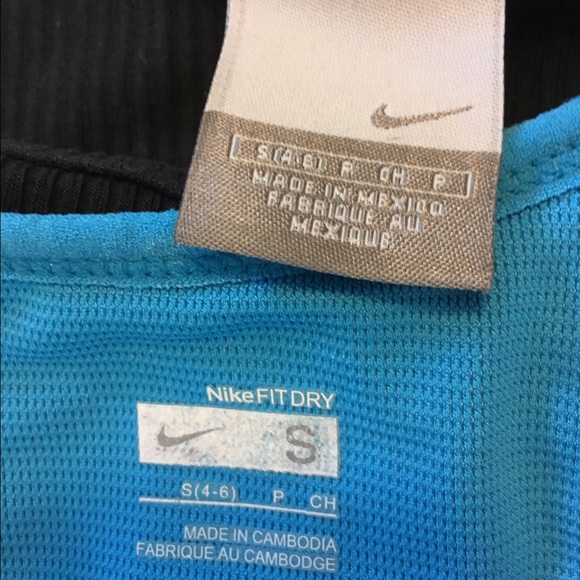 S(4-6) P CH P
MADE IN MEXICO
FABRIQUE AU
MEXIQUE
NikeFITDRY
S
S(4-6) P CH
MADE IN CAMBODIA
FABRIQUE AU CAMBODGE